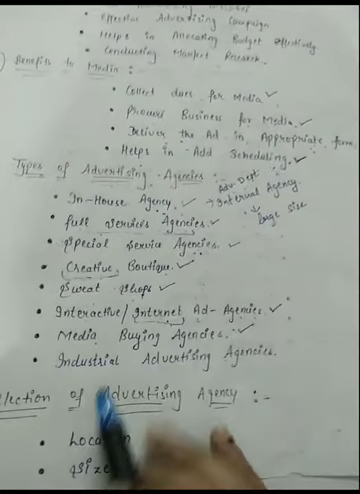 • Effective Advertising Campaign
• Helps in Allocating Budget effectively
• Conducting Market Research.
) Benefits to Media :
• Collect dues for Media ✓
• Procures Business for Media. ✓
• Deliver the Ad in Appropriate form
• Helps in Add Scheduling. ✓
Types of Advertising Agencies :-
Adv. Dept
• In-House Agency. ✓ → Internal Agency
↓
large size
• full services Agencies. ✓
• Special Service Agencies. ✓
• Creative Boutique. ✓
• Sweat Shops ✓
• Interactive/Internet Ad-Agencies. ✓
• Media Buying Agencies. ✓
• Industrial Advertising Agencies.
election of Advertising Agency :-
• Location
• Size